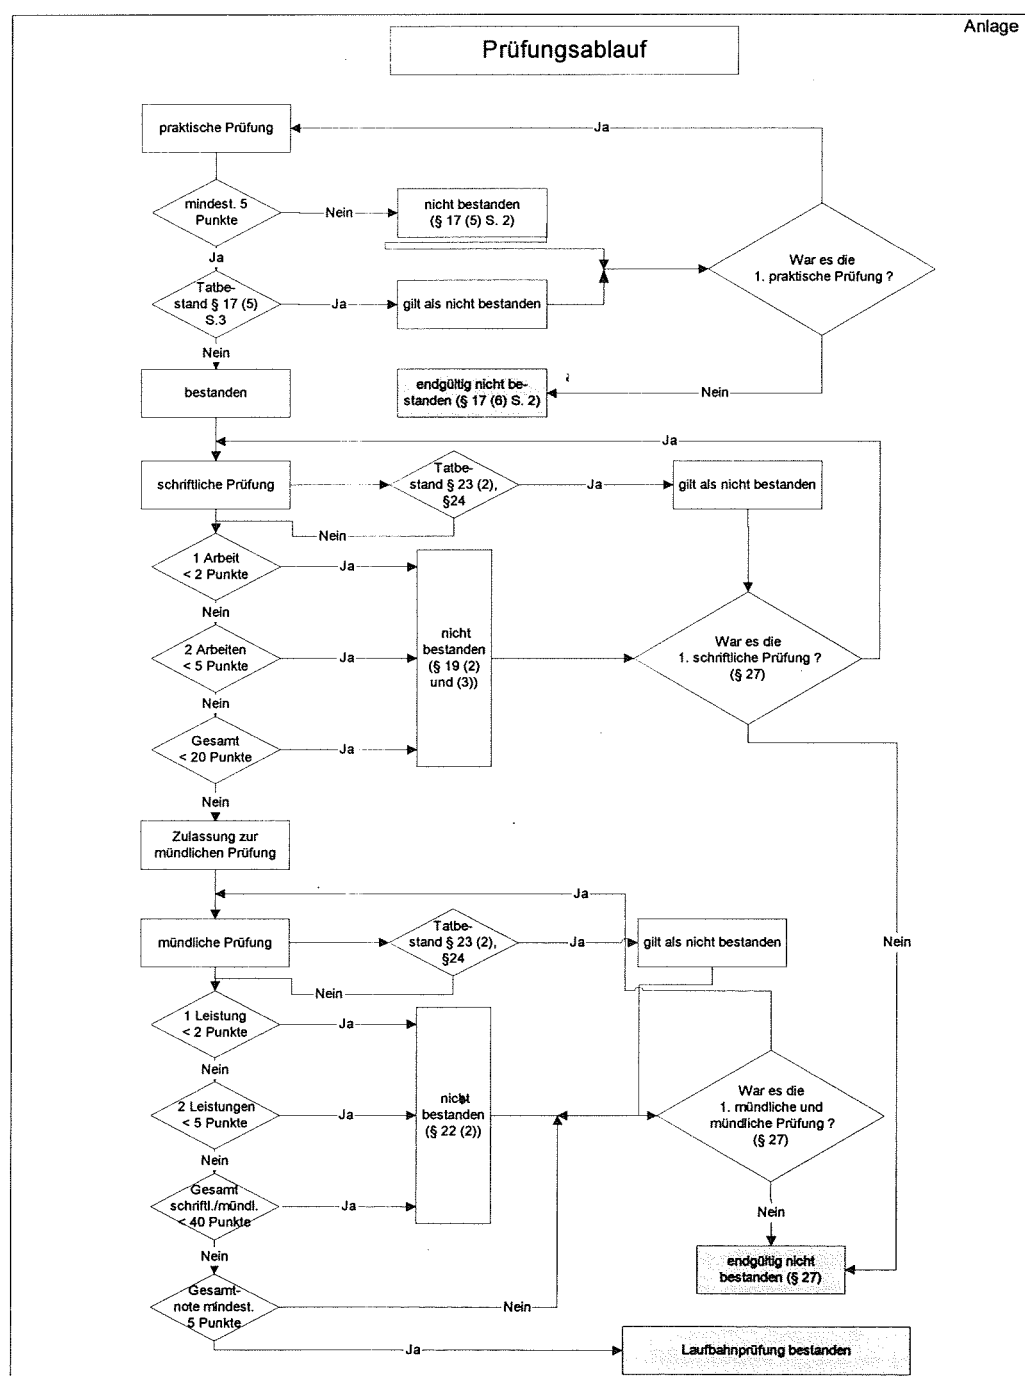 Anlage
Prüfungsablauf
praktische Prüfung
Ja
mindest. 5
Punkte
Nein
nicht bestanden
(§ 17 (5) S. 2)
War es die
1. praktische Prüfung ?
Ja
Tatbe-
stand § 17 (5)
S.3
Ja
gilt als nicht bestanden
Nein
bestanden
endgültig nicht be-
standen (§ 17 (6) S. 2)
Nein
Ja
schriftliche Prüfung
Tatbe-
stand § 23 (2),
§24
Ja
gilt als nicht bestanden
Nein
1 Arbeit
< 2 Punkte
Ja
Nein
2 Arbeiten
< 5 Punkte
Ja
nicht
bestanden
(§ 19 (2)
und (3))
War es die
1. schriftliche Prüfung ?
(§ 27)
Nein
Gesamt
< 20 Punkte
Ja
Nein
Zulassung zur
mündlichen Prüfung
Ja
mündliche Prüfung
Tatbe-
stand § 23 (2),
§24
Ja
gilt als nicht bestanden
Nein
Nein
1 Leistung
< 2 Punkte
Ja
Nein
2 Leistungen
< 5 Punkte
Ja
nicht
bestanden
(§ 22 (2))
War es die
1. mündliche und
mündliche Prüfung ?
(§ 27)
Nein
Gesamt
schriftl./mündl.
< 40 Punkte
Ja
Nein
Nein
endgültig nicht
bestanden (§ 27)
Gesamt-
note mindest.
5 Punkte
Nein
Ja
Laufbahnprüfung bestanden